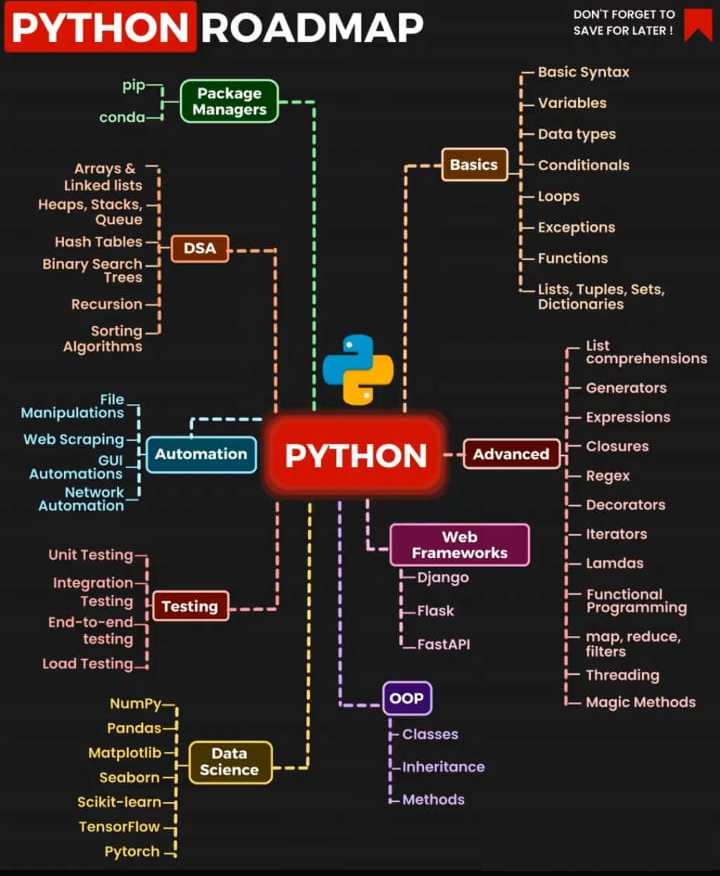 PYTHON ROADMAP
DON'T FORGET TO
SAVE FOR LATER !
pip
conda
Package
Managers
Arrays &
Linked lists
Heaps, Stacks,
Queue
Hash Tables
Binary Search
Trees
Recursion
Sorting
Algorithms
DSA
File
Manipulations
Web Scraping
GUI
Automations
Network
Automation
Automation
Unit Testing
Integration
Testing
End-to-end
testing
Load Testing
Testing
NumPy
Pandas
Matplotlib
Seaborn
Scikit-learn
TensorFlow
Pytorch
Data
Science
PYTHON
Basics
Basic Syntax
Variables
Data types
Conditionals
Loops
Exceptions
Functions
Lists, Tuples, Sets,
Dictionaries
Advanced
List
comprehensions
Generators
Expressions
Closures
Regex
Decorators
Iterators
Lamdas
Functional
Programming
map, reduce,
filters
Threading
Magic Methods
Web
Frameworks
Django
Flask
FastAPI
OOP
Classes
Inheritance
Methods